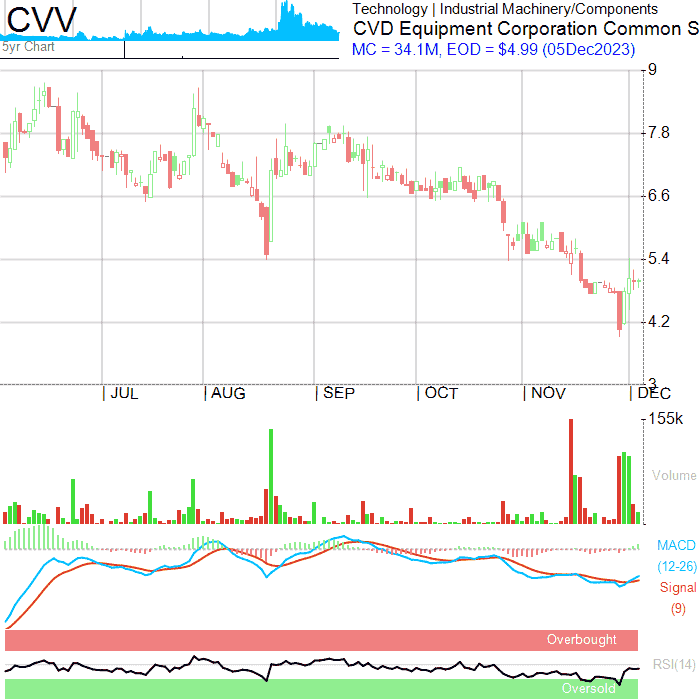 CVV
5yr Chart
Technology | Industrial Machinery/Components
CVD Equipment Corporation Common S
MC = 34.1M, EOD = $4.99 (05Dec2023)
9
7.8
6.6
5.4
4.2
3
| JUL | AUG | SEP | OCT | NOV | DEC
155k
Volume
MACD
(12-26)
Signal
(9)
Overbought
RSI(14)
Oversold